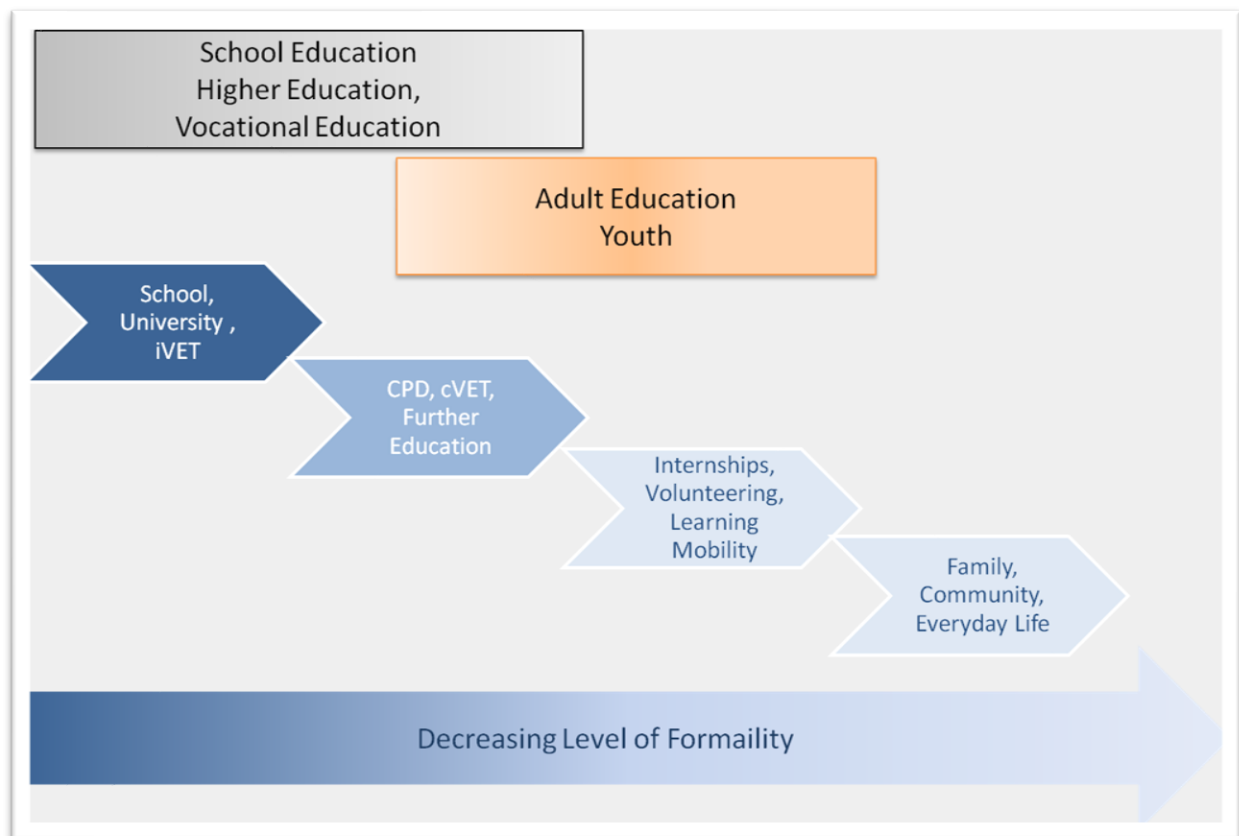 School Education
Higher Education,
Vocational Education
Adult Education
Youth
School,
University ,
iVET
CPD, cVET,
Further
Education
Internships,
Volunteering,
Learning
Mobility
Family,
Community,
Everyday Life
Decreasing Level of Formaility